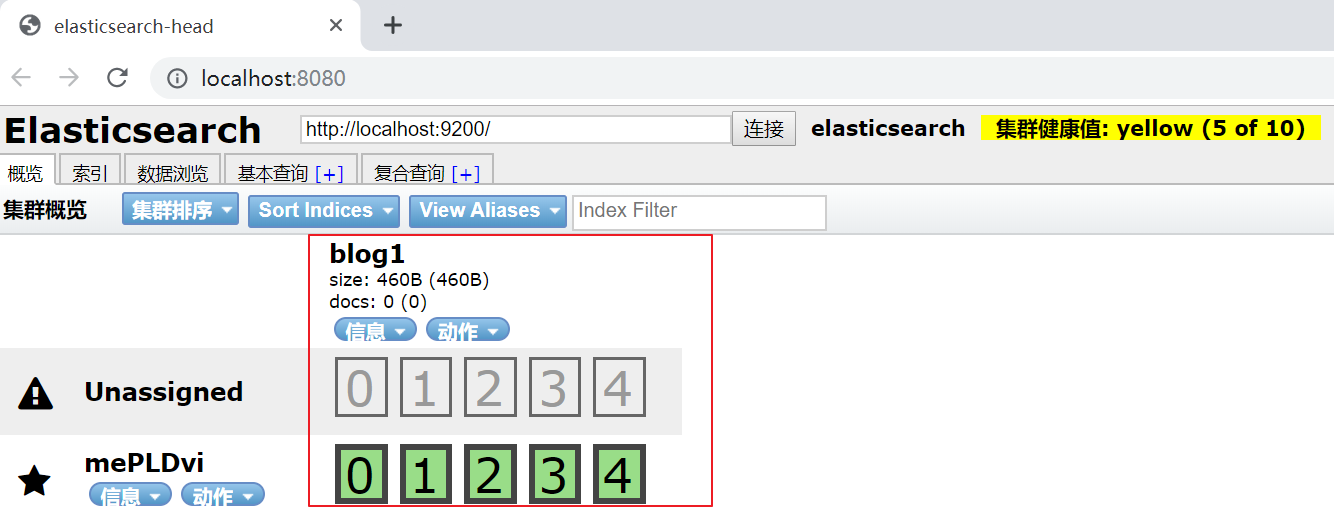 elasticsearch-head
localhost:8080
Elasticsearch http://localhost:9200/ 连接 elasticsearch 集群健康值: yellow (5 of 10)
概览 索引 数据浏览 基本查询 [+] 复合查询 [+]
集群概览 集群排序 Sort Indices View Aliases Index Filter
blog1
size: 460B (460B)
docs: 0 (0)
信息 动作
Unassigned 0 1 2 3 4
mePLDvi 0 1 2 3 4
信息 动作